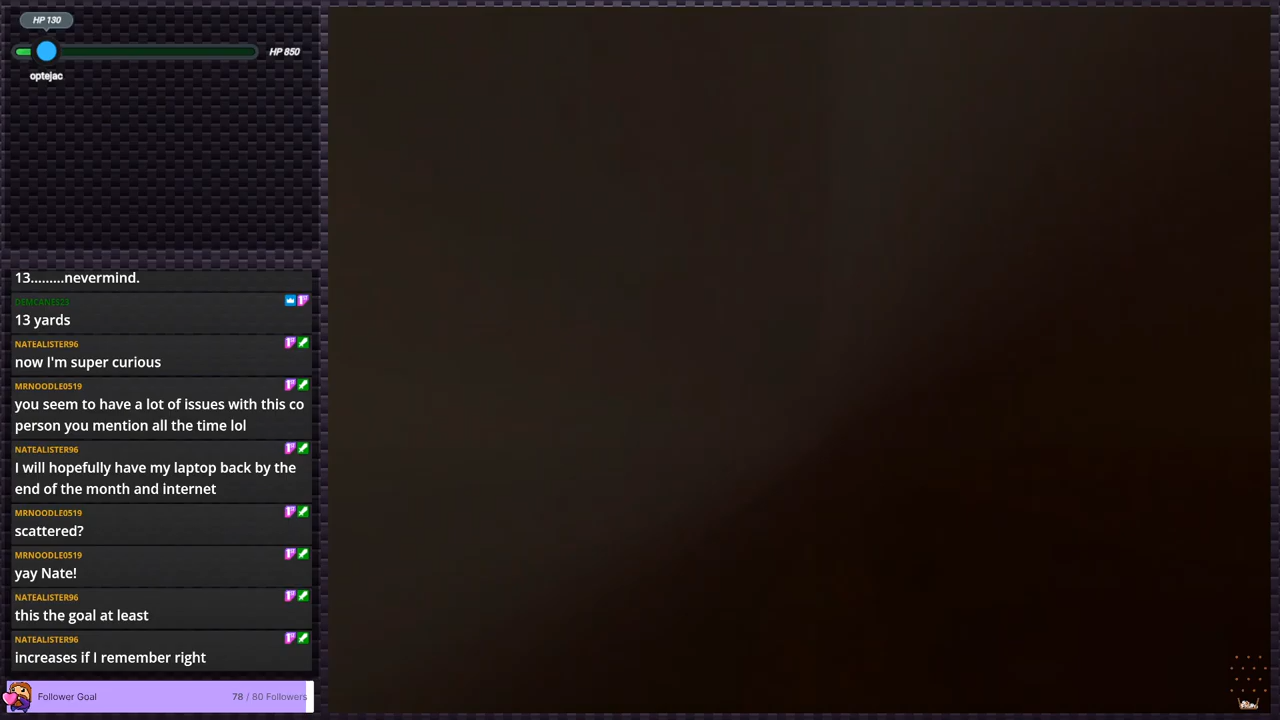 HP 130
HP 850
optejac
13.........nevermind.
DEMCANES23
13 yards
NATEALISTER96
now I'm super curious
MRNOODLE0519
you seem to have a lot of issues with this co
person you mention all the time lol
NATEALISTER96
I will hopefully have my laptop back by the
end of the month and internet
MRNOODLE0519
scattered?
MRNOODLE0519
yay Nate!
NATEALISTER96
this the goal at least
NATEALISTER96
increases if I remember right
Follower Goal
78 / 80 Followers